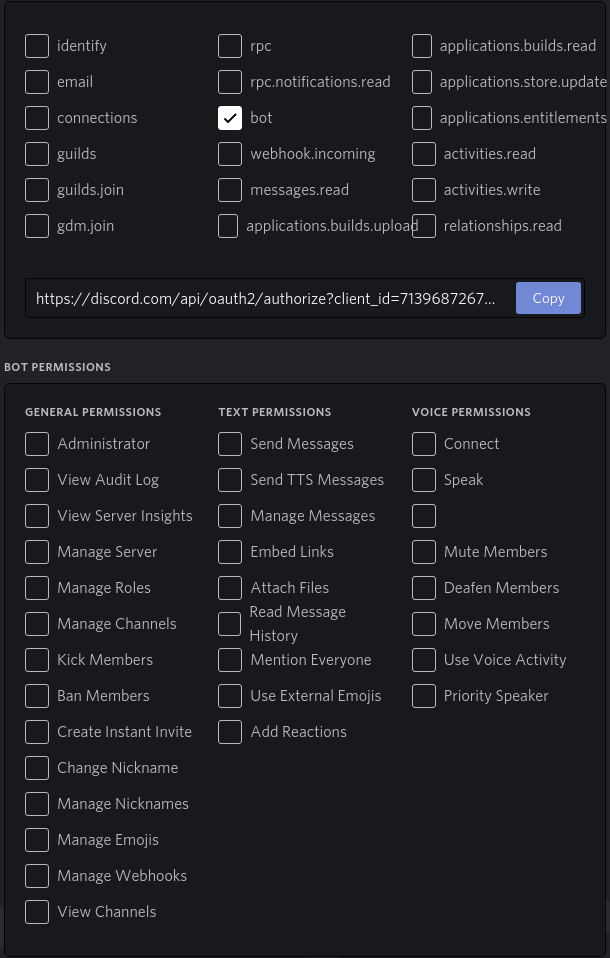 identify
email
connections
guilds
guilds.join
gdm.join
rpc
rpc.notifications.read
bot
webhook.incoming
messages.read
applications.builds.upload
applications.builds.read
applications.store.update
applications.entitlements
activities.read
activities.write
relationships.read
https://discord.com/api/oauth2/authorize?client_id=7139687267...
Copy
BOT PERMISSIONS
GENERAL PERMISSIONS
Administrator
View Audit Log
View Server Insights
Manage Server
Manage Roles
Manage Channels
Kick Members
Ban Members
Create Instant Invite
Change Nickname
Manage Nicknames
Manage Emojis
Manage Webhooks
View Channels
TEXT PERMISSIONS
Send Messages
Send TTS Messages
Manage Messages
Embed Links
Attach Files
Read Message
History
Mention Everyone
Use External Emojis
Add Reactions
VOICE PERMISSIONS
Connect
Speak
Mute Members
Deafen Members
Move Members
Use Voice Activity
Priority Speaker